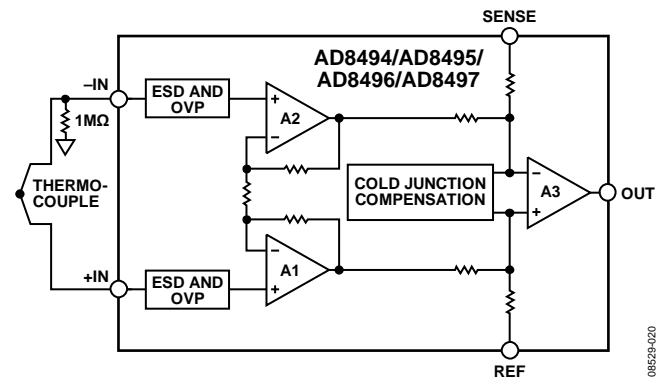 SENSE
AD8494/AD8495/
AD8496/AD8497
–IN
ESD AND
OVP
+
A2
–
1MΩ
THERMO-
COUPLE
COLD JUNCTION
COMPENSATION
–
A3
+
OUT
–
A1
+
+IN
ESD AND
OVP
REF
08529-020